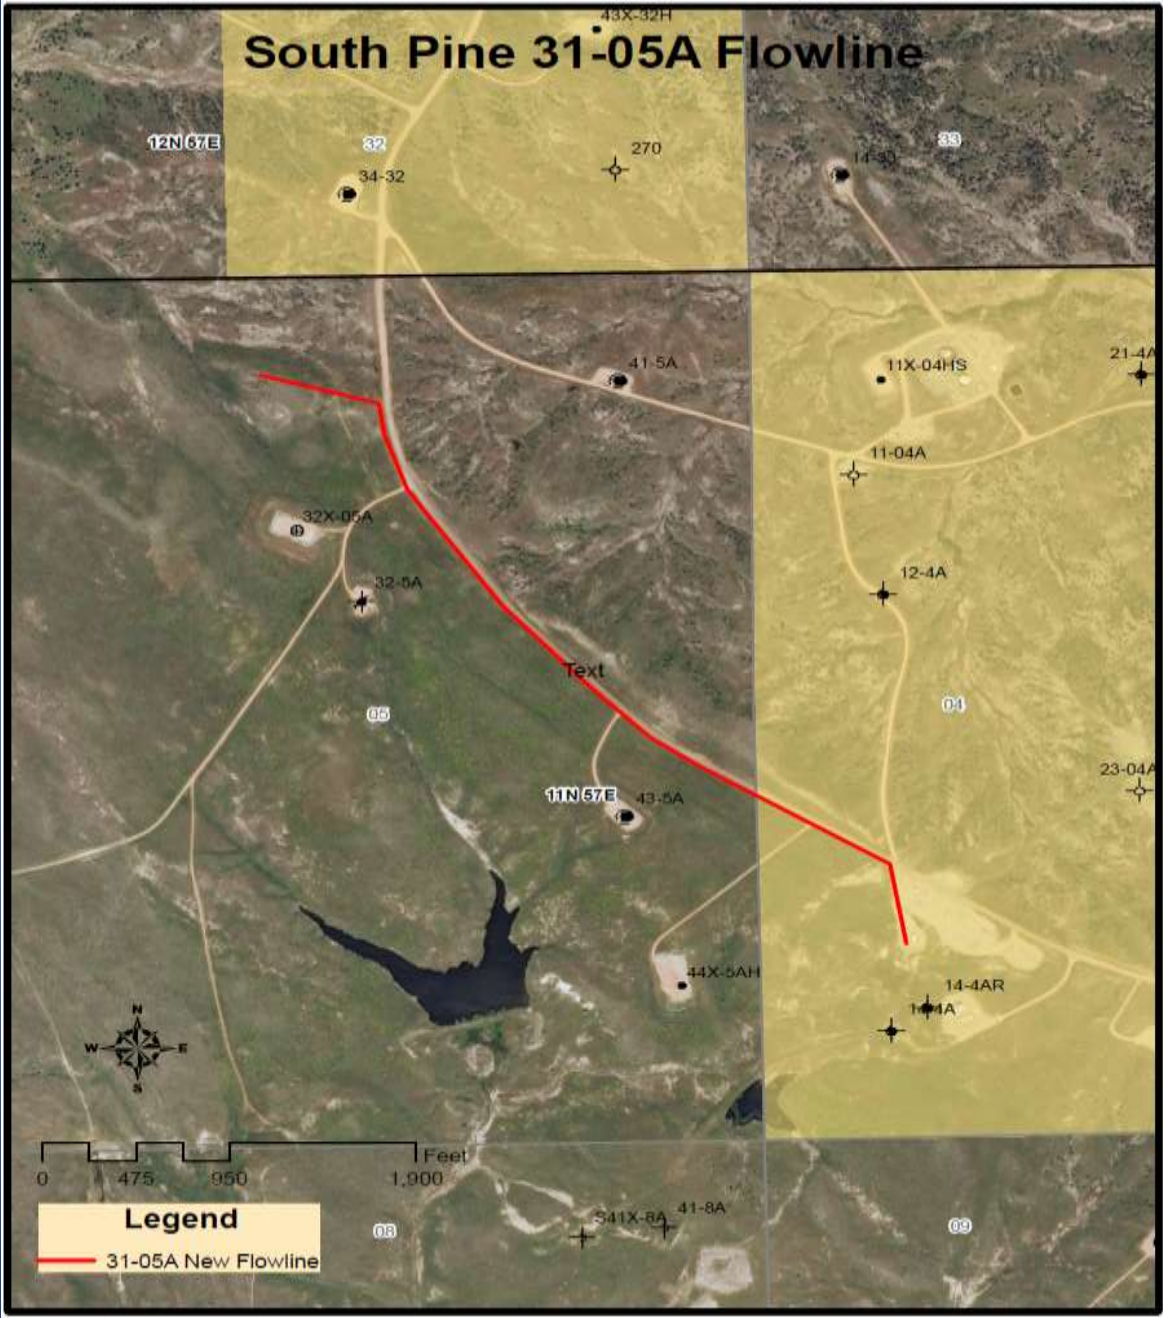 43X-32H
South Pine 31-05A Flowline
12N 57E
32
33
270
14-33
34-32
41-5A
11X-04HS
21-4A
11-04A
32X-05A
12-4A
32-5A
Text
05
04
23-04A
11N 57E
43-5A
44X-5AH
14-4AR
N
W E
S
Feet
0 475 950 1,900
Legend
31-05A New Flowline
S41X-8A
41-8A
08
09